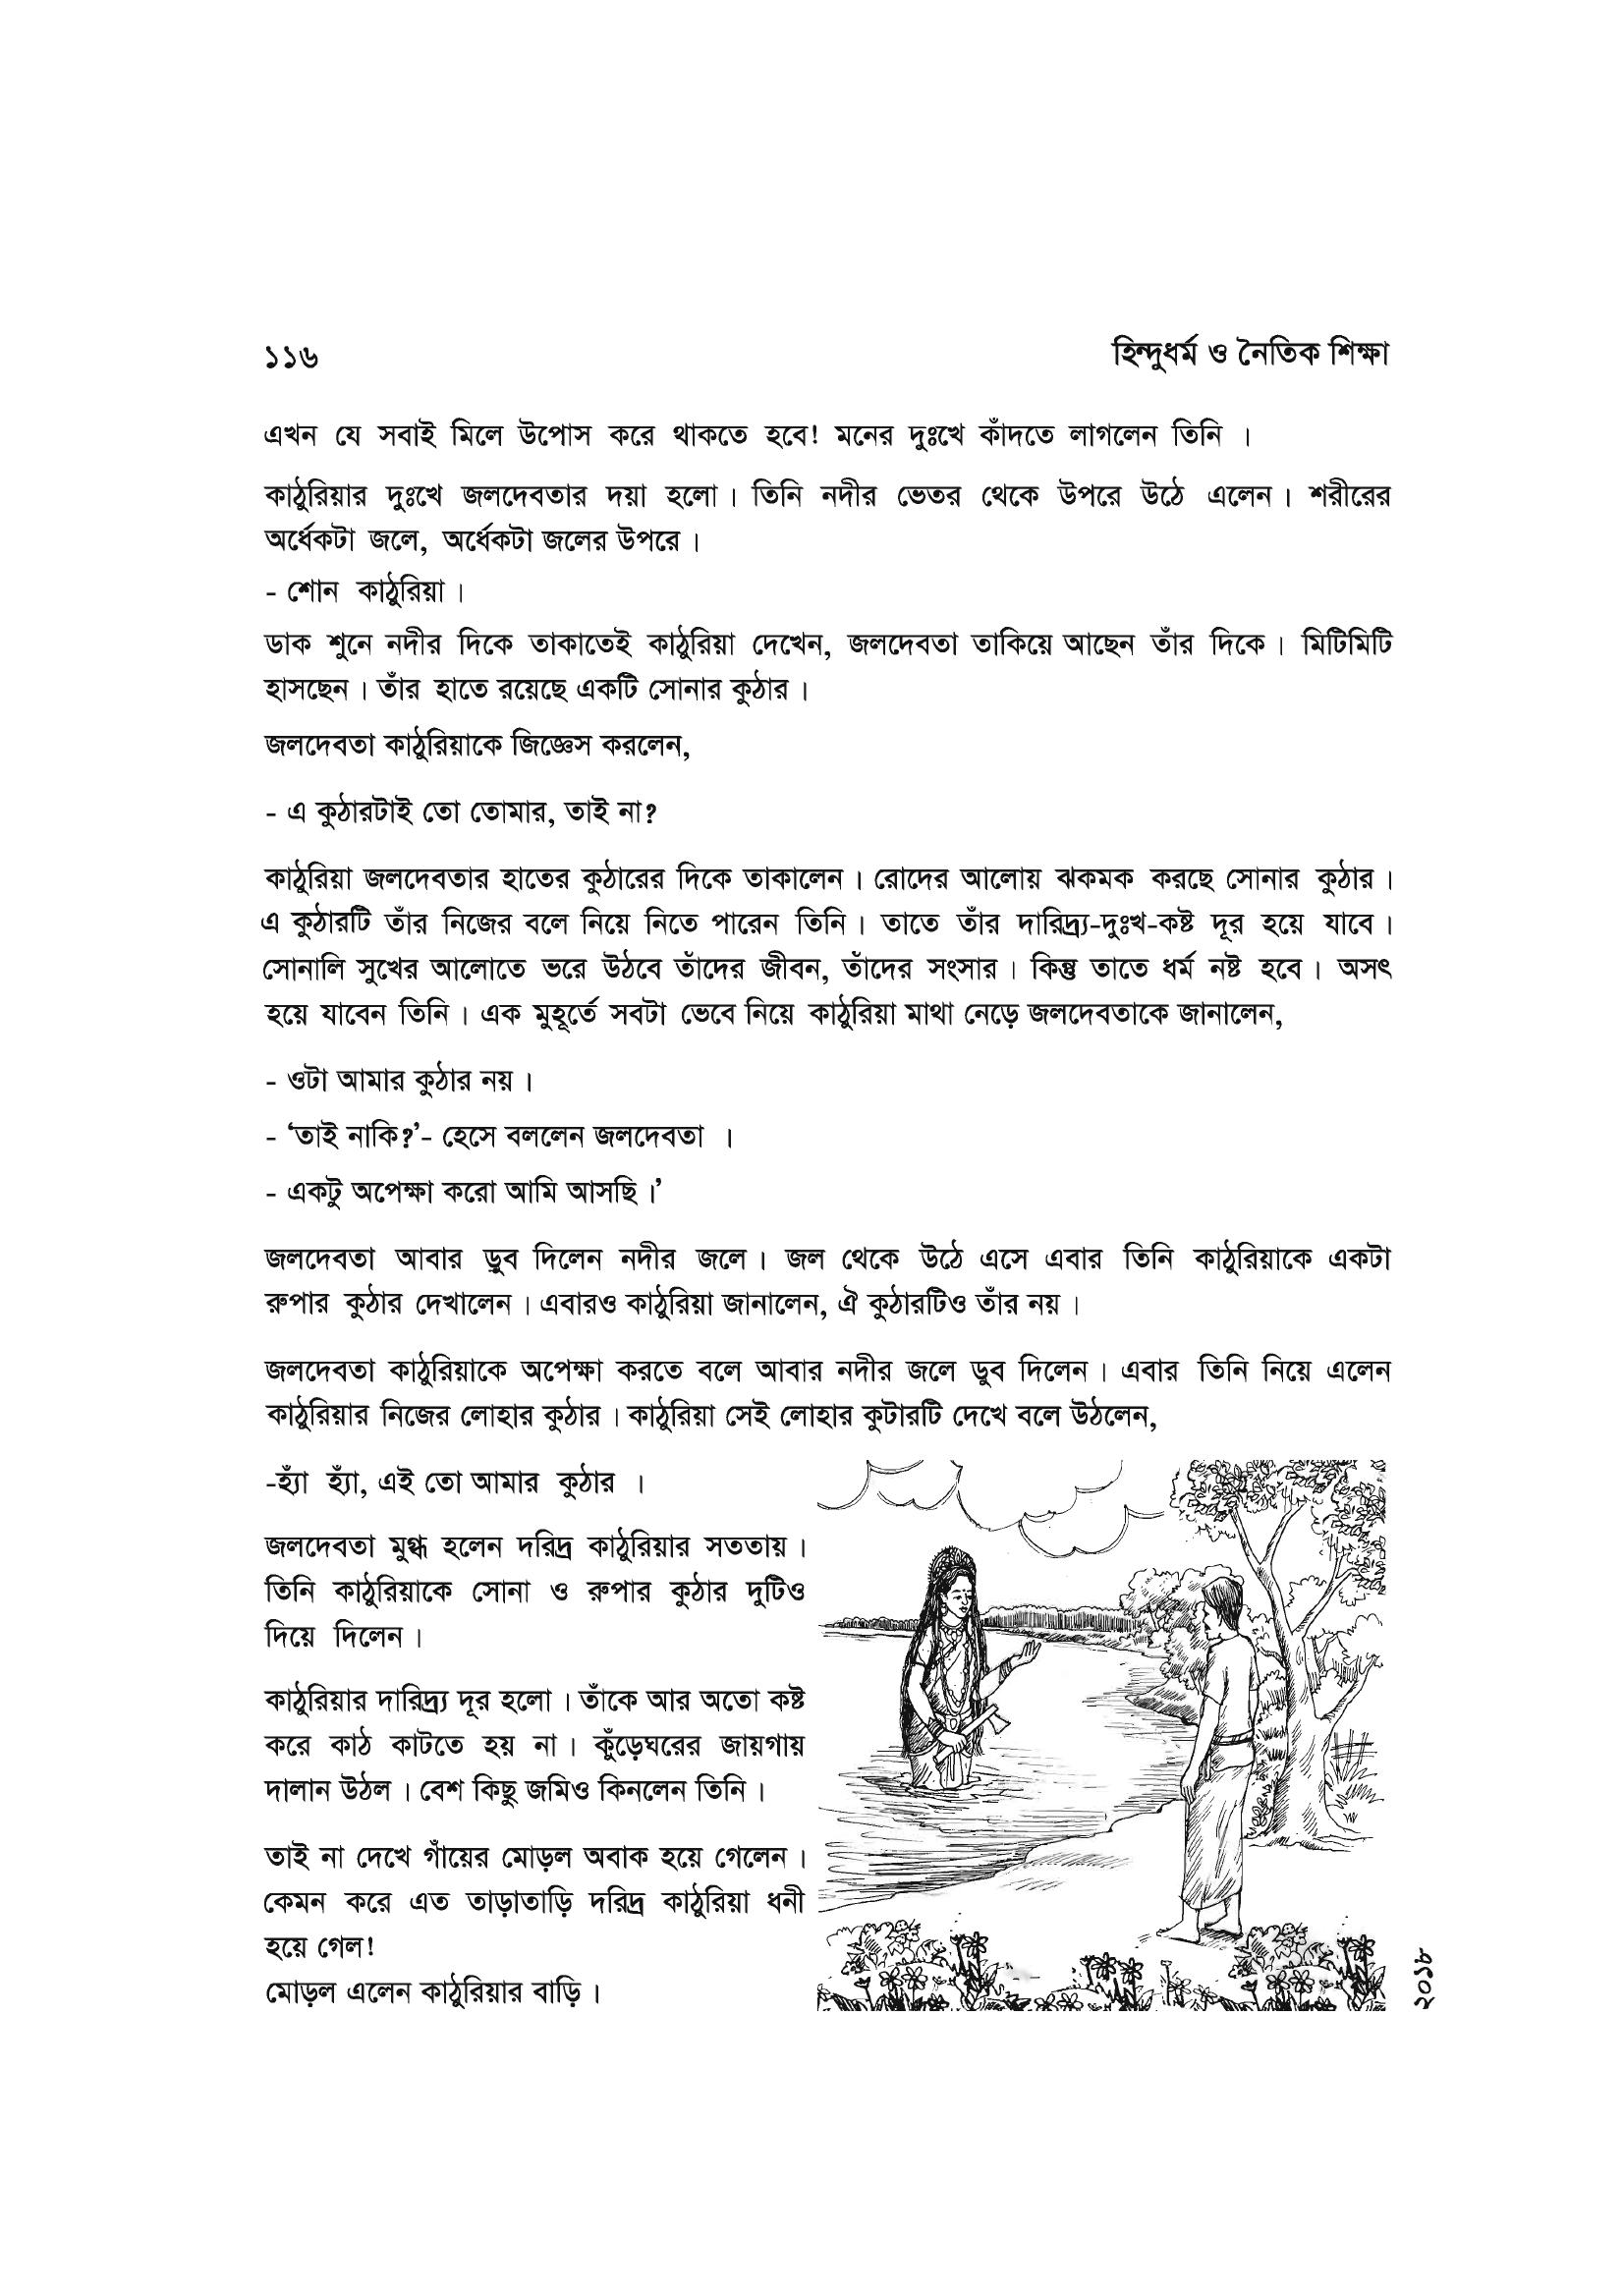 ১১৬
হিন্দুধর্ম ও নৈতিক শিক্ষা
এখন যে সবাই মিলে উপোস করে থাকতে হবে! মনের দুঃখে কাঁদতে লাগলেন তিনি ।
কাঠুরিয়ার দুঃখে জলদেবতার দয়া হলো। তিনি নদীর ভেতর থেকে উপরে উঠে এলেন। শরীরের
অর্ধেকটা জলে, অর্ধেকটা জলের উপরে।
- শোন কাঠুরিয়া।
ডাক শুনে নদীর দিকে তাকাতেই কাঠুরিয়া দেখেন, জলদেবতা তাকিয়ে আছেন তাঁর দিকে। মিটিমিটি
হাসছেন। তাঁর হাতে রয়েছে একটি সোনার কুঠার।
জলদেবতা কাঠুরিয়াকে জিজ্ঞেস করলেন,
- এ কুঠারটাই তো তোমার, তাই না?
কাঠুরিয়া জলদেবতার হাতের কুঠারের দিকে তাকালেন। রোদের আলোয় ঝকমক করছে সোনার কুঠার।
এ কুঠারটি তাঁর নিজের বলে নিয়ে নিতে পারেন তিনি। তাতে তাঁর দারিদ্র্য-দুঃখ-কষ্ট দূর হয়ে যাবে।
সোনালি সুখের আলোতে ভরে উঠবে তাঁদের জীবন, তাঁদের সংসার। কিন্তু তাতে ধর্ম নষ্ট হবে। অসৎ
হয়ে যাবেন তিনি। এক মুহূর্তে সবটা ভেবে নিয়ে কাঠুরিয়া মাথা নেড়ে জলদেবতাকে জানালেন,
- ওটা আমার কুঠার নয়।
- ‘তাই নাকি?’- হেসে বললেন জলদেবতা ।
- একটু অপেক্ষা করো আমি আসছি।’
জলদেবতা আবার ডুব দিলেন নদীর জলে। জল থেকে উঠে এসে এবার তিনি কাঠুরিয়াকে একটা
রুপার কুঠার দেখালেন। এবারও কাঠুরিয়া জানালেন, ঐ কুঠারটিও তাঁর নয়।
জলদেবতা কাঠুরিয়াকে অপেক্ষা করতে বলে আবার নদীর জলে ডুব দিলেন। এবার তিনি নিয়ে এলেন
কাঠুরিয়ার নিজের লোহার কুঠার। কাঠুরিয়া সেই লোহার কুটারটি দেখে বলে উঠলেন,
-হ্যাঁ হ্যাঁ, এই তো আমার কুঠার ।
জলদেবতা মুগ্ধ হলেন দরিদ্র কাঠুরিয়ার সততায়।
তিনি কাঠুরিয়াকে সোনা ও রুপার কুঠার দুটিও
দিয়ে দিলেন।
কাঠুরিয়ার দারিদ্র্য দূর হলো। তাঁকে আর অতো কষ্ট
করে কাঠ কাটতে হয় না। কুঁড়েঘরের জায়গায়
দালান উঠল। বেশ কিছু জমিও কিনলেন তিনি।
তাই না দেখে গাঁয়ের মোড়ল অবাক হয়ে গেলেন।
কেমন করে এত তাড়াতাড়ি দরিদ্র কাঠুরিয়া ধনী
হয়ে গেল!
মোড়ল এলেন কাঠুরিয়ার বাড়ি।
২০১৮